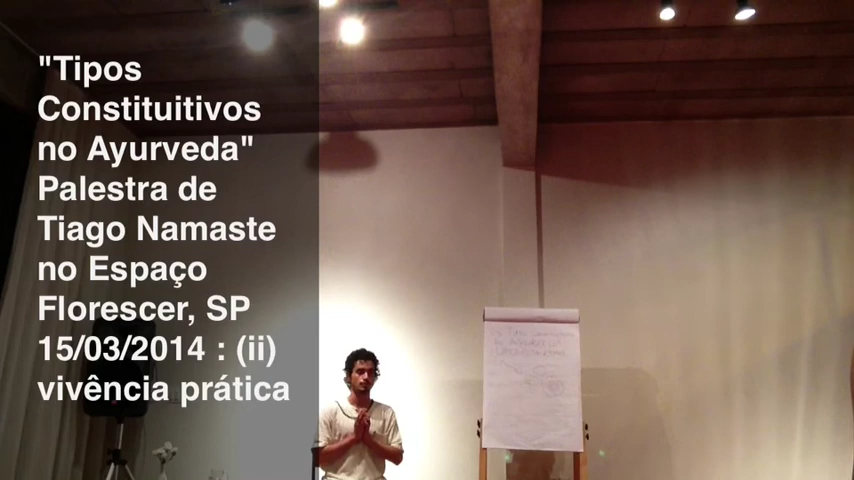 "Tipos
Constituitivos
no Ayurveda"
Palestra de
Tiago Namaste
no Espaço
Florescer, SP
15/03/2014 : (ii)
vivência prática